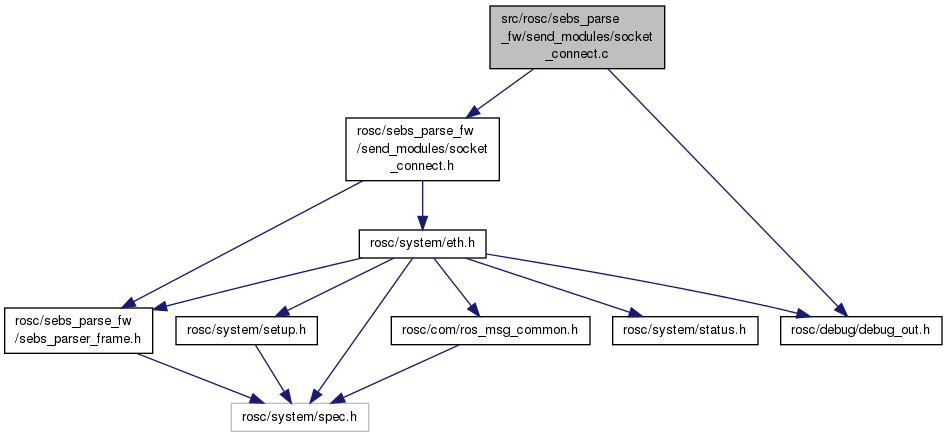 src/rosc/sebs_parse
_fw/send_modules/socket
_connect.c
rosc/sebs_parse_fw
/send_modules/socket
_connect.h
rosc/system/eth.h
rosc/sebs_parse_fw
/sebs_parser_frame.h
rosc/system/setup.h
rosc/com/ros_msg_common.h
rosc/system/status.h
rosc/debug/debug_out.h
rosc/system/spec.h